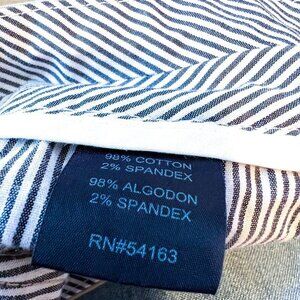 98% COTTON
2% SPANDEX
98% ALGODON
2% SPANDEX
RN#54163